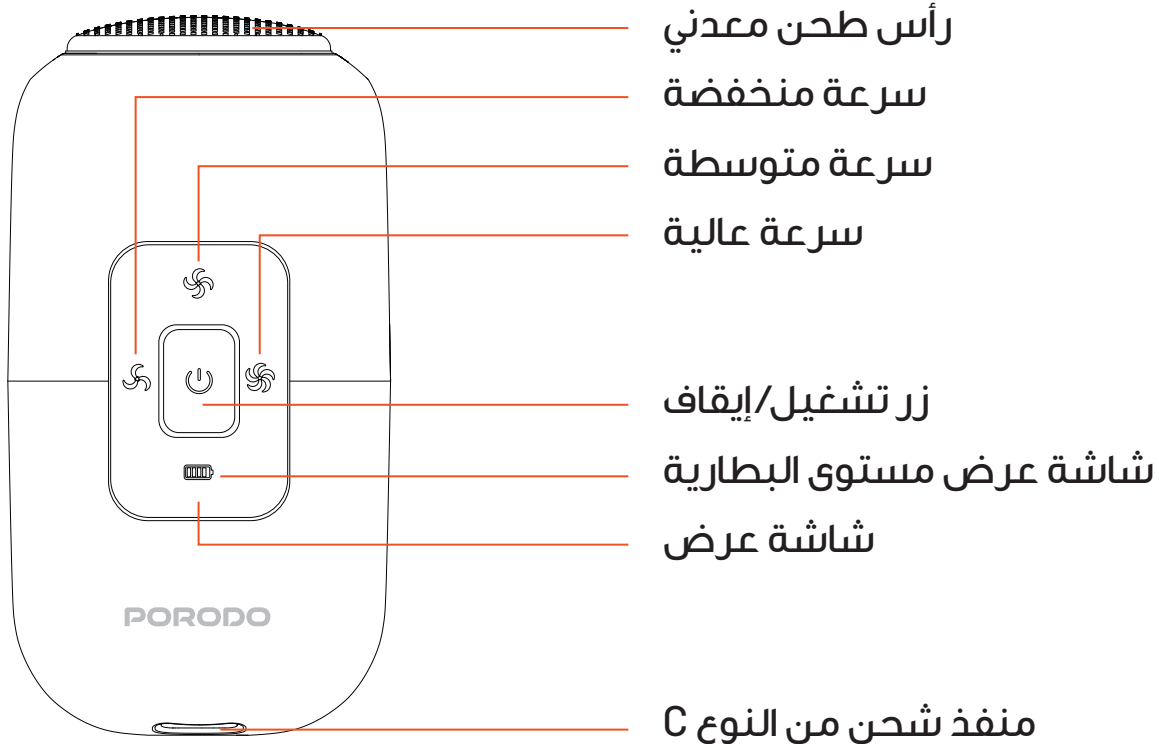 رأس طحن معدني
سرعة منخفضة
سرعة متوسطة
سرعة عالية
زر تشغيل/إيقاف
شاشة عرض مستوى البطارية
شاشة عرض
PORODO
منفذ شحن من النوع C